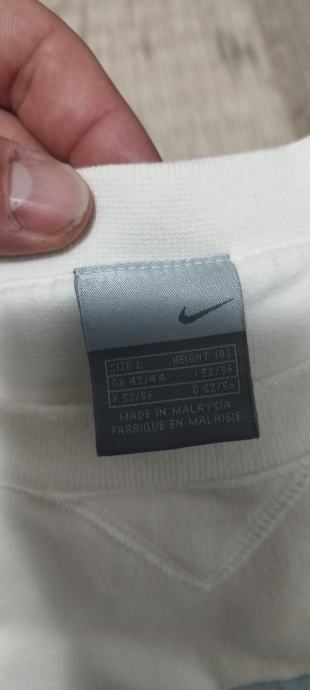 SIZE L HEIGHT 183
GB 42/44 I 52/56
F 52/56 D 52/56
MADE IN MALAYSIA
FABRIQUE EN MALAISIE